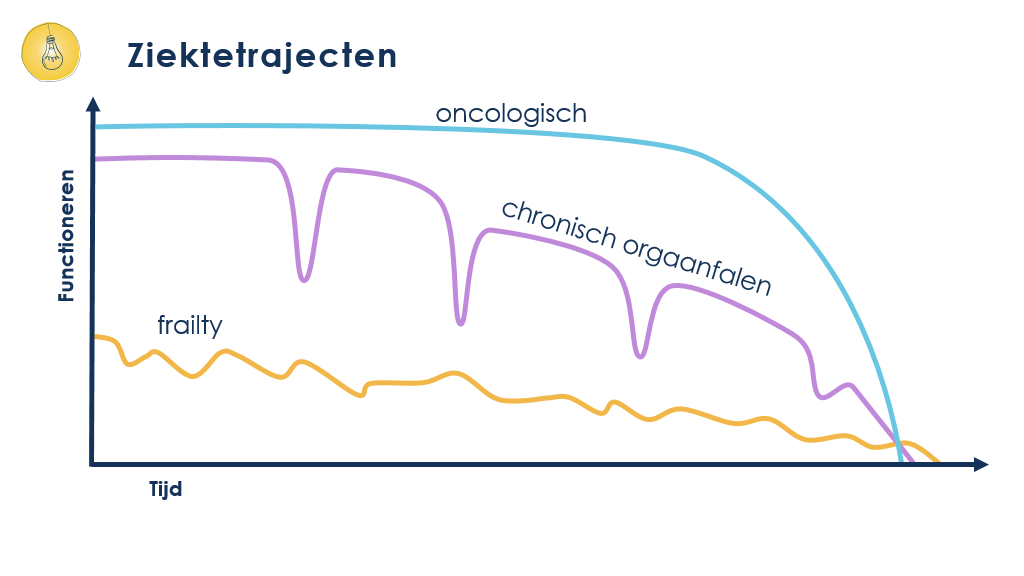 Ziektetrajecten
oncologisch
Functioneren
chronisch orgaanfalen
frailty
Tijd